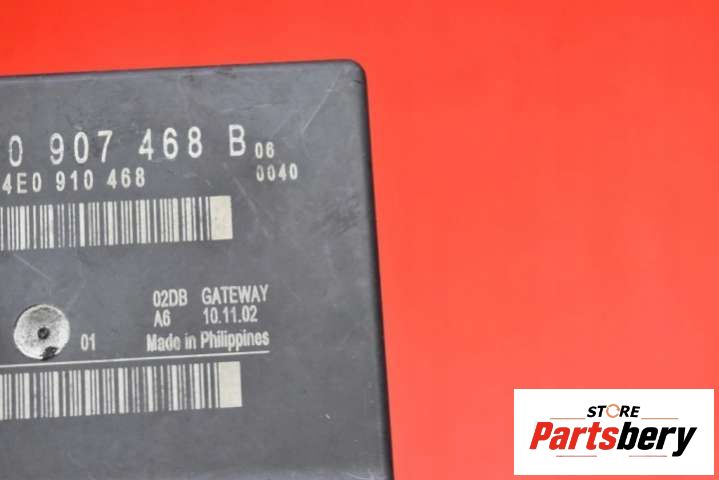 0 907 468 B 06
4E0 910 468 0040
02DB GATEWAY
A6 10.11.02
01 Made in Philippines
STORE
Partsbery